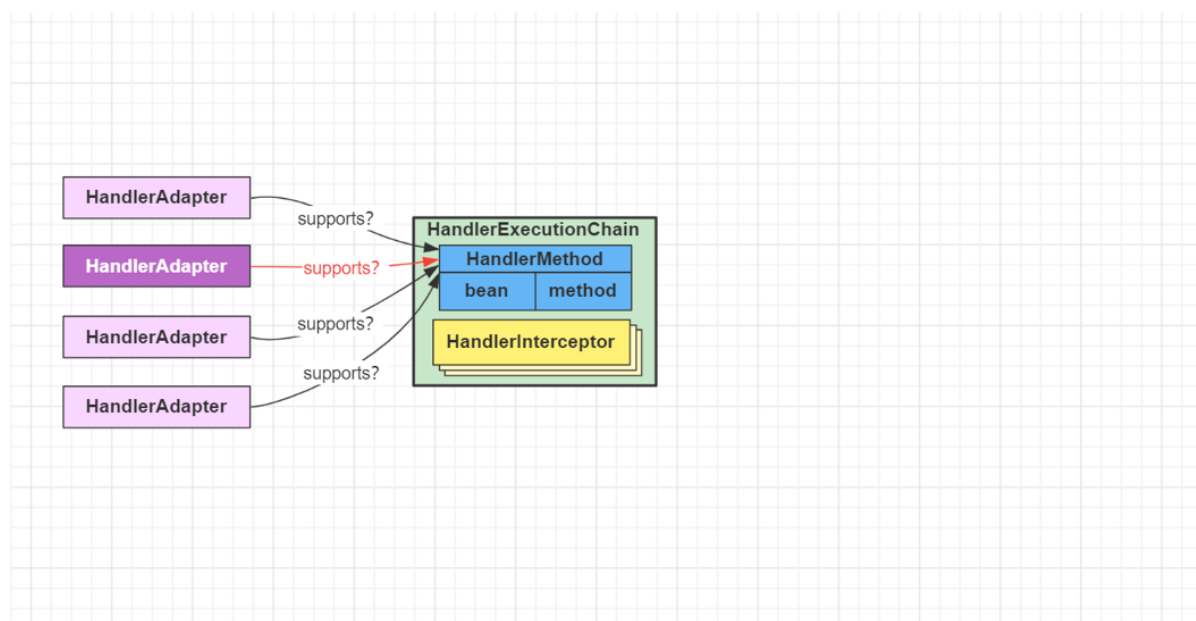 HandlerAdapter
supports?
HandlerAdapter
supports?
HandlerAdapter
supports?
HandlerAdapter
supports?
HandlerExecutionChain
HandlerMethod
bean method
HandlerInterceptor